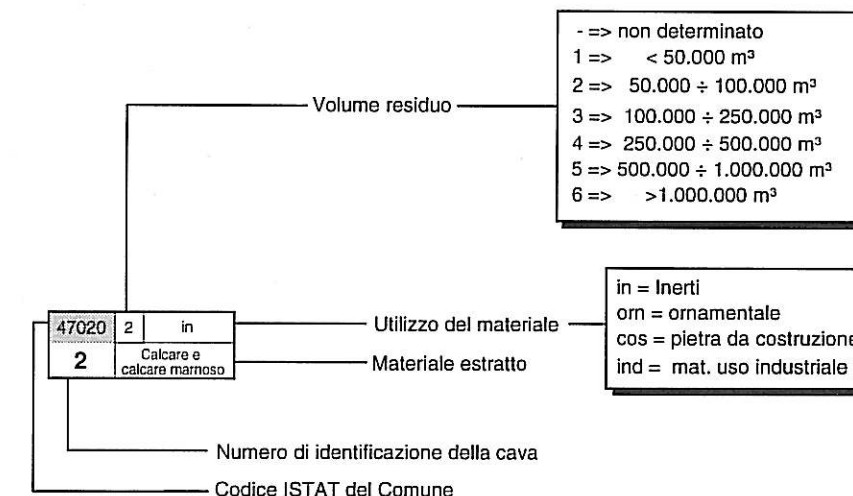 - => non determinato
1 => < 50.000 m³
2 => 50.000 ÷ 100.000 m³
3 => 100.000 ÷ 250.000 m³
4 => 250.000 ÷ 500.000 m³
5 => 500.000 ÷ 1.000.000 m³
6 => >1.000.000 m³
Volume residuo
47020 2 in
2 Calcare e
calcare marnoso
Utilizzo del materiale
Materiale estratto
in = Inerti
orn = ornamentale
cos = pietra da costruzione
ind = mat. uso industriale
Numero di identificazione della cava
Codice ISTAT del Comune